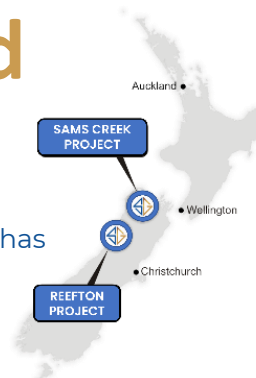 d
Auckland
SAMS CREEK
PROJECT
Wellington
has
Christchurch
REEFTON
PROJECT